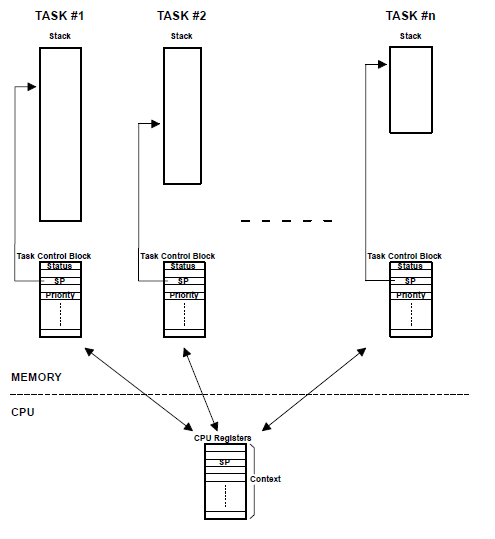 TASK #1 TASK #2 TASK #n
Stack Stack Stack
Task Control Block Task Control Block Task Control Block
Status Status Status
SP SP SP
Priority Priority Priority
MEMORY
CPU
CPU Registers
SP
Context